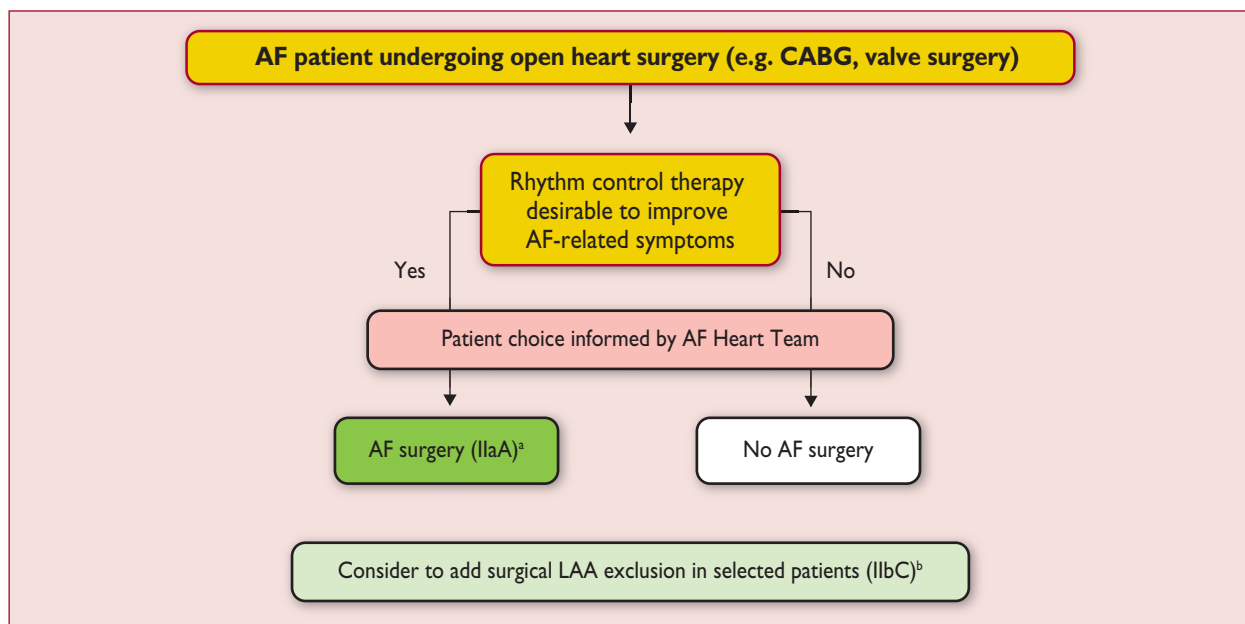 AF patient undergoing open heart surgery (e.g. CABG, valve surgery)
Rhythm control therapy
desirable to improve
AF-related symptoms
Yes
No
Patient choice informed by AF Heart Team
AF surgery (IIaA)ᵃ
No AF surgery
Consider to add surgical LAA exclusion in selected patients (IIbC)ᵇ